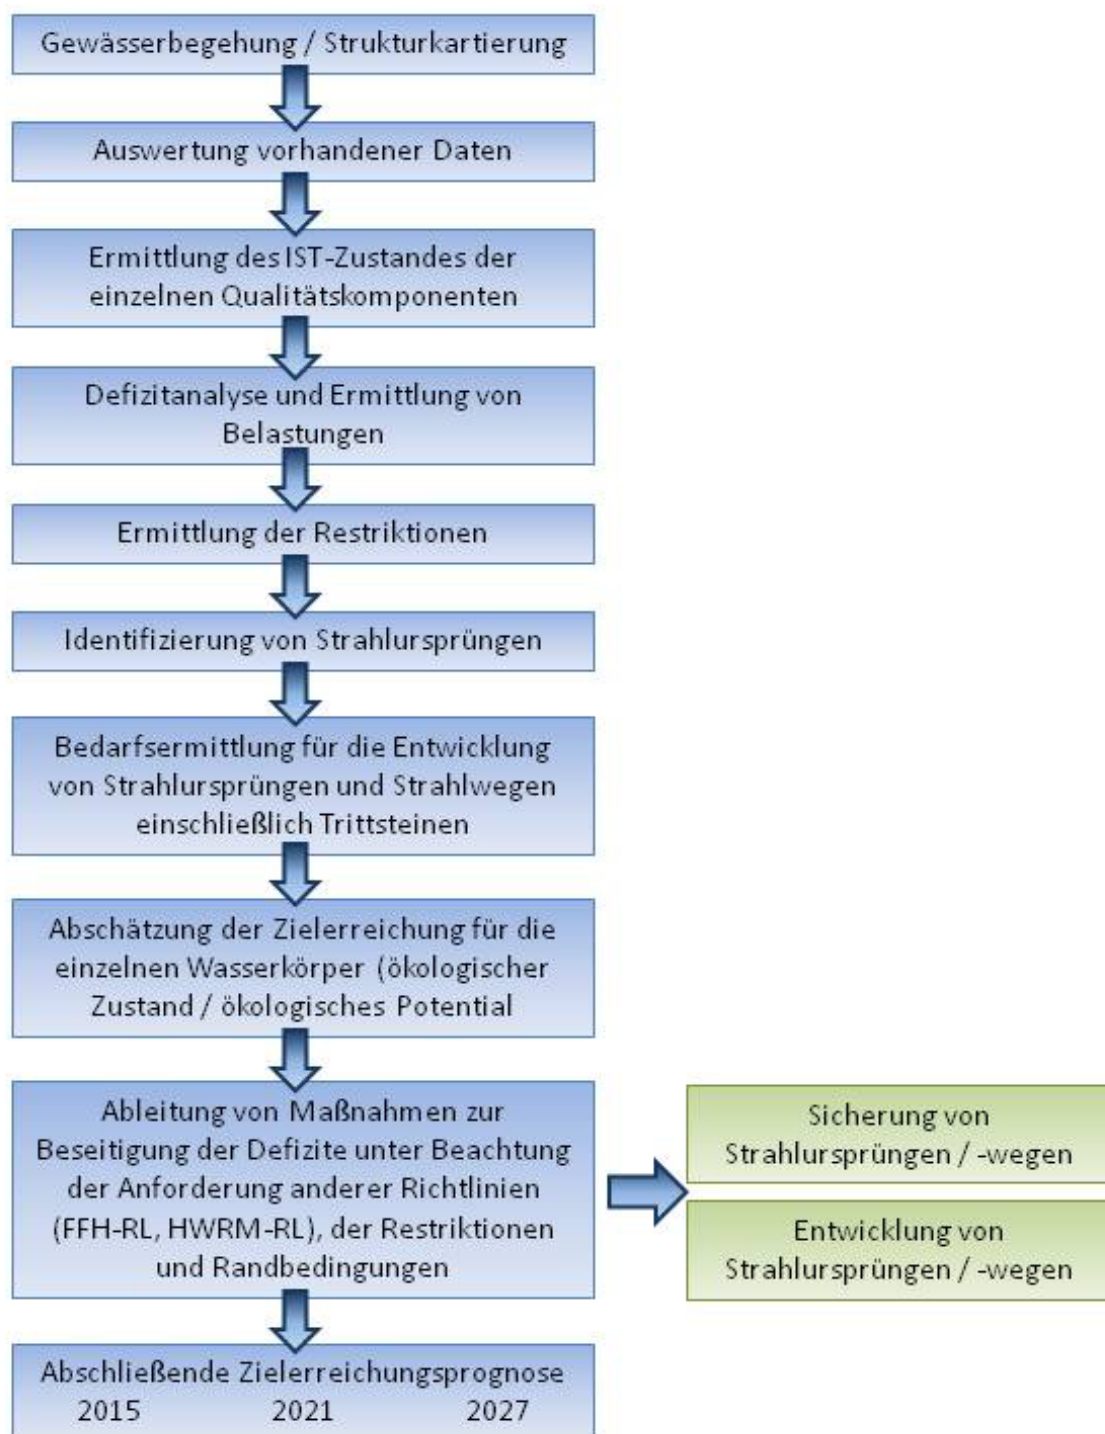 Gewässerbegehung / Strukturkartierung
Auswertung vorhandener Daten
Ermittlung des IST-Zustandes der
einzelnen Qualitätskomponenten
Defizitanalyse und Ermittlung von
Belastungen
Ermittlung der Restriktionen
Identifizierung von Strahlursprüngen
Bedarfsermittlung für die Entwicklung
von Strahlursprüngen und Strahlwegen
einschließlich Trittsteinen
Abschätzung der Zielerreichung für die
einzelnen Wasserkörper (ökologischer
Zustand / ökologisches Potential
Ableitung von Maßnahmen zur
Beseitigung der Defizite unter Beachtung
der Anforderung anderer Richtlinien
(FFH-RL, HWRM-RL), der Restriktionen
und Randbedingungen
Sicherung von
Strahlursprüngen / -wegen
Entwicklung von
Strahlursprüngen / -wegen
Abschließende Zielerreichungsprognose
2015 2021 2027